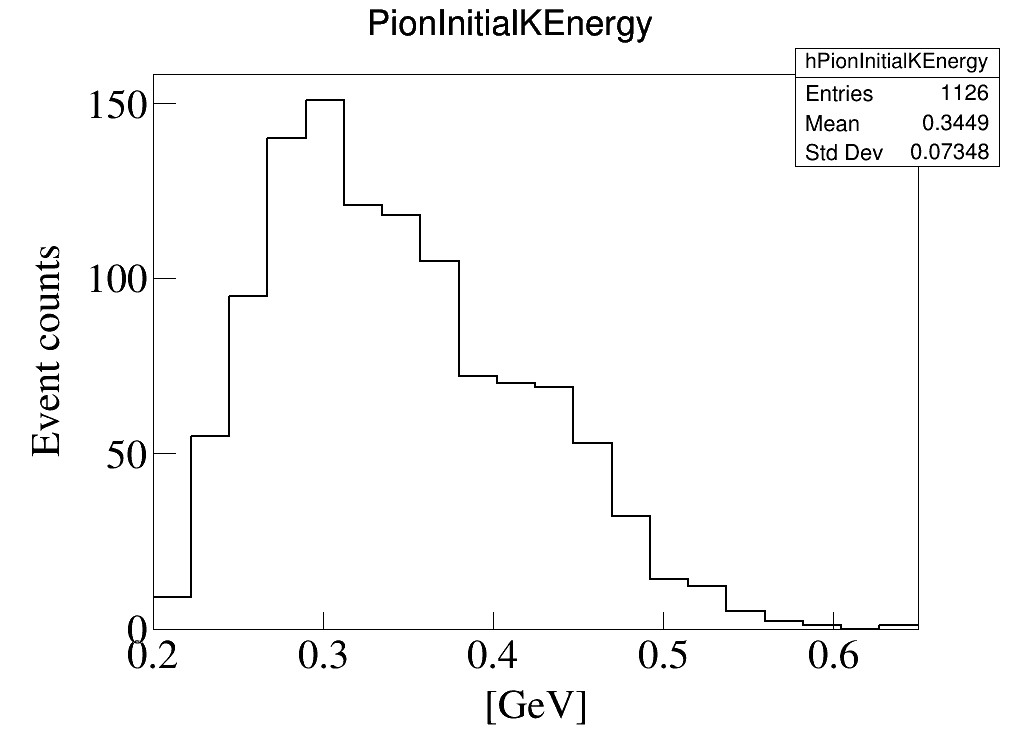 PionInitialKEnergy
hPionInitialKEnergy
Entries 1126
Mean 0.3449
Std Dev 0.07348
150
100
50
0
Event counts
0.2 0.3 0.4 0.5 0.6
[GeV]